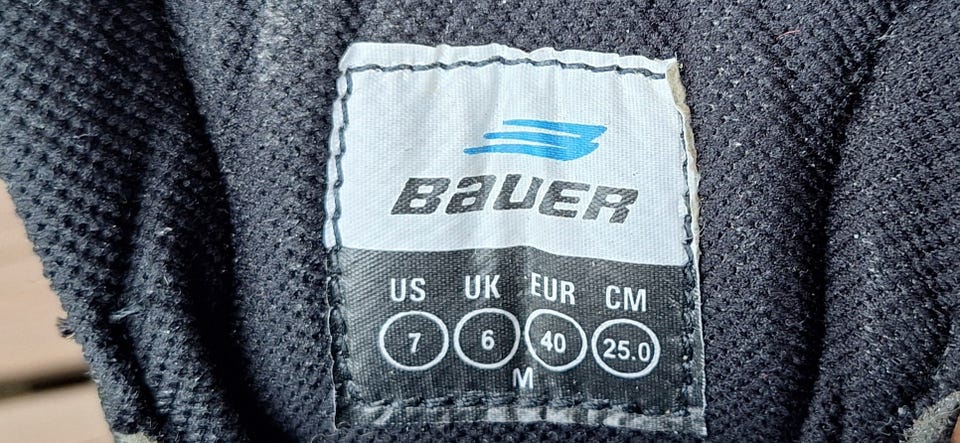 BAUER
US UK EUR CM
7 6 40 25.0
M